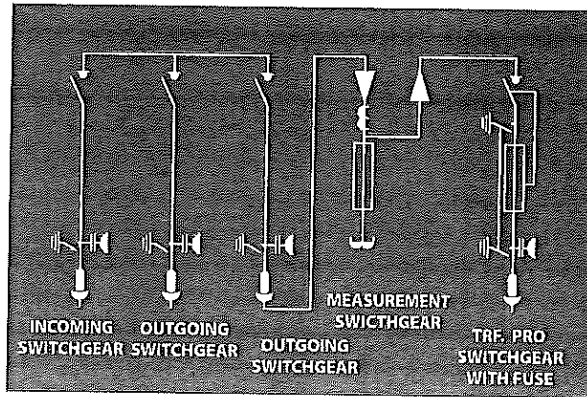 INCOMING
SWITCHGEAR
OUTGOING
SWITCHGEAR
OUTGOING
SWITCHGEAR
MEASUREMENT
SWICTHGEAR
TRF. PRO
SWITCHGEAR
WITH FUSE